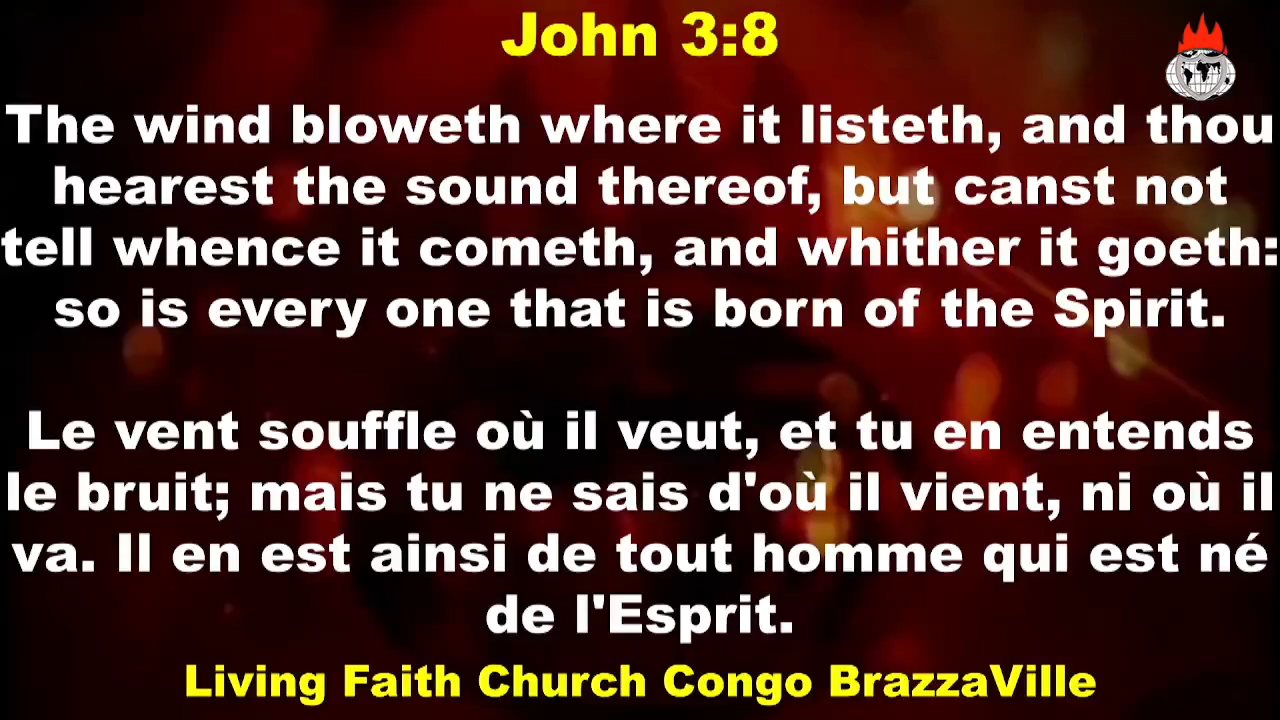 John 3:8
The wind bloweth where it listeth, and thou
hearest the sound thereof, but canst not
tell whence it cometh, and whither it goeth:
so is every one that is born of the Spirit.
Le vent souffle où il veut, et tu en entends
le bruit; mais tu ne sais d'où il vient, ni où il
va. Il en est ainsi de tout homme qui est né
de l'Esprit.
Living Faith Church Congo BrazzaVille